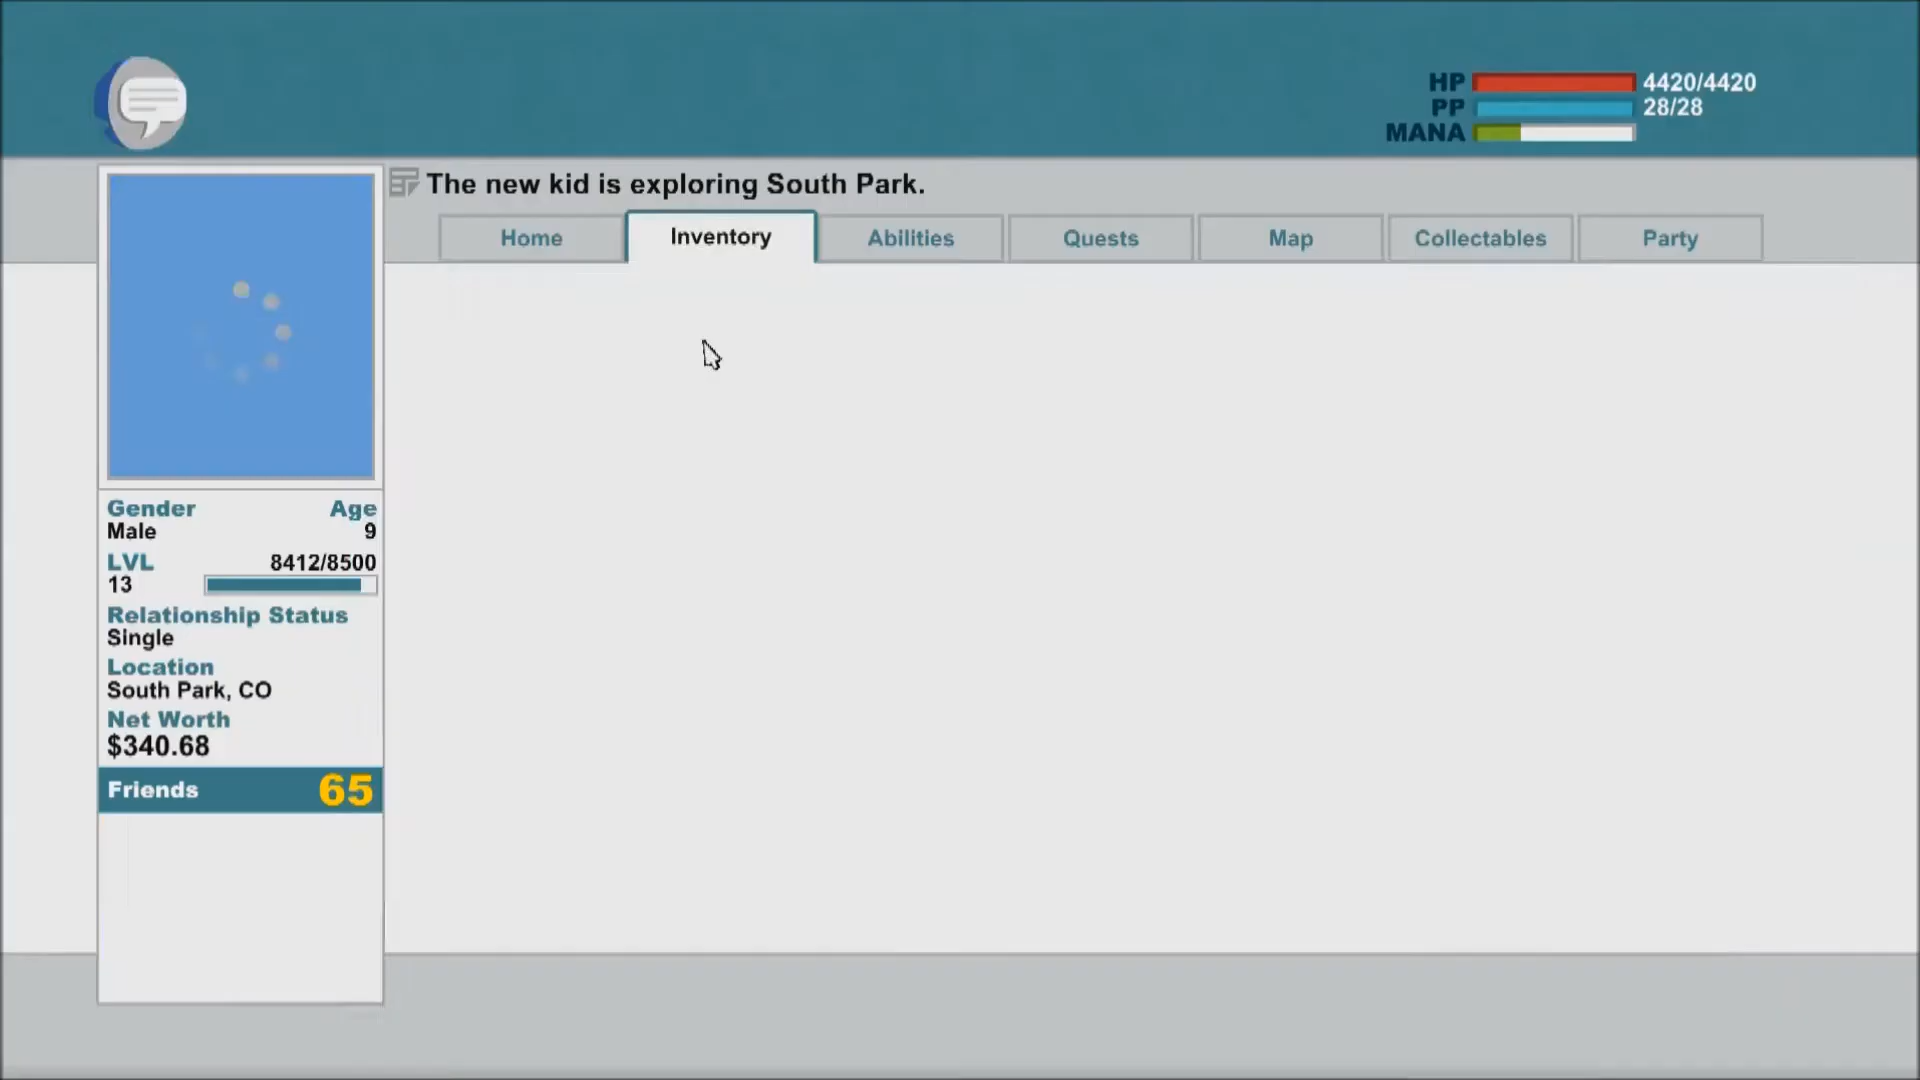 HP 4420/4420
PP 28/28
MANA
The new kid is exploring South Park.
Home Inventory Abilities Quests Map Collectables Party
Gender Age
Male 9
LVL 8412/8500
13
Relationship Status
Single
Location
South Park, CO
Net Worth
$340.68
Friends 65